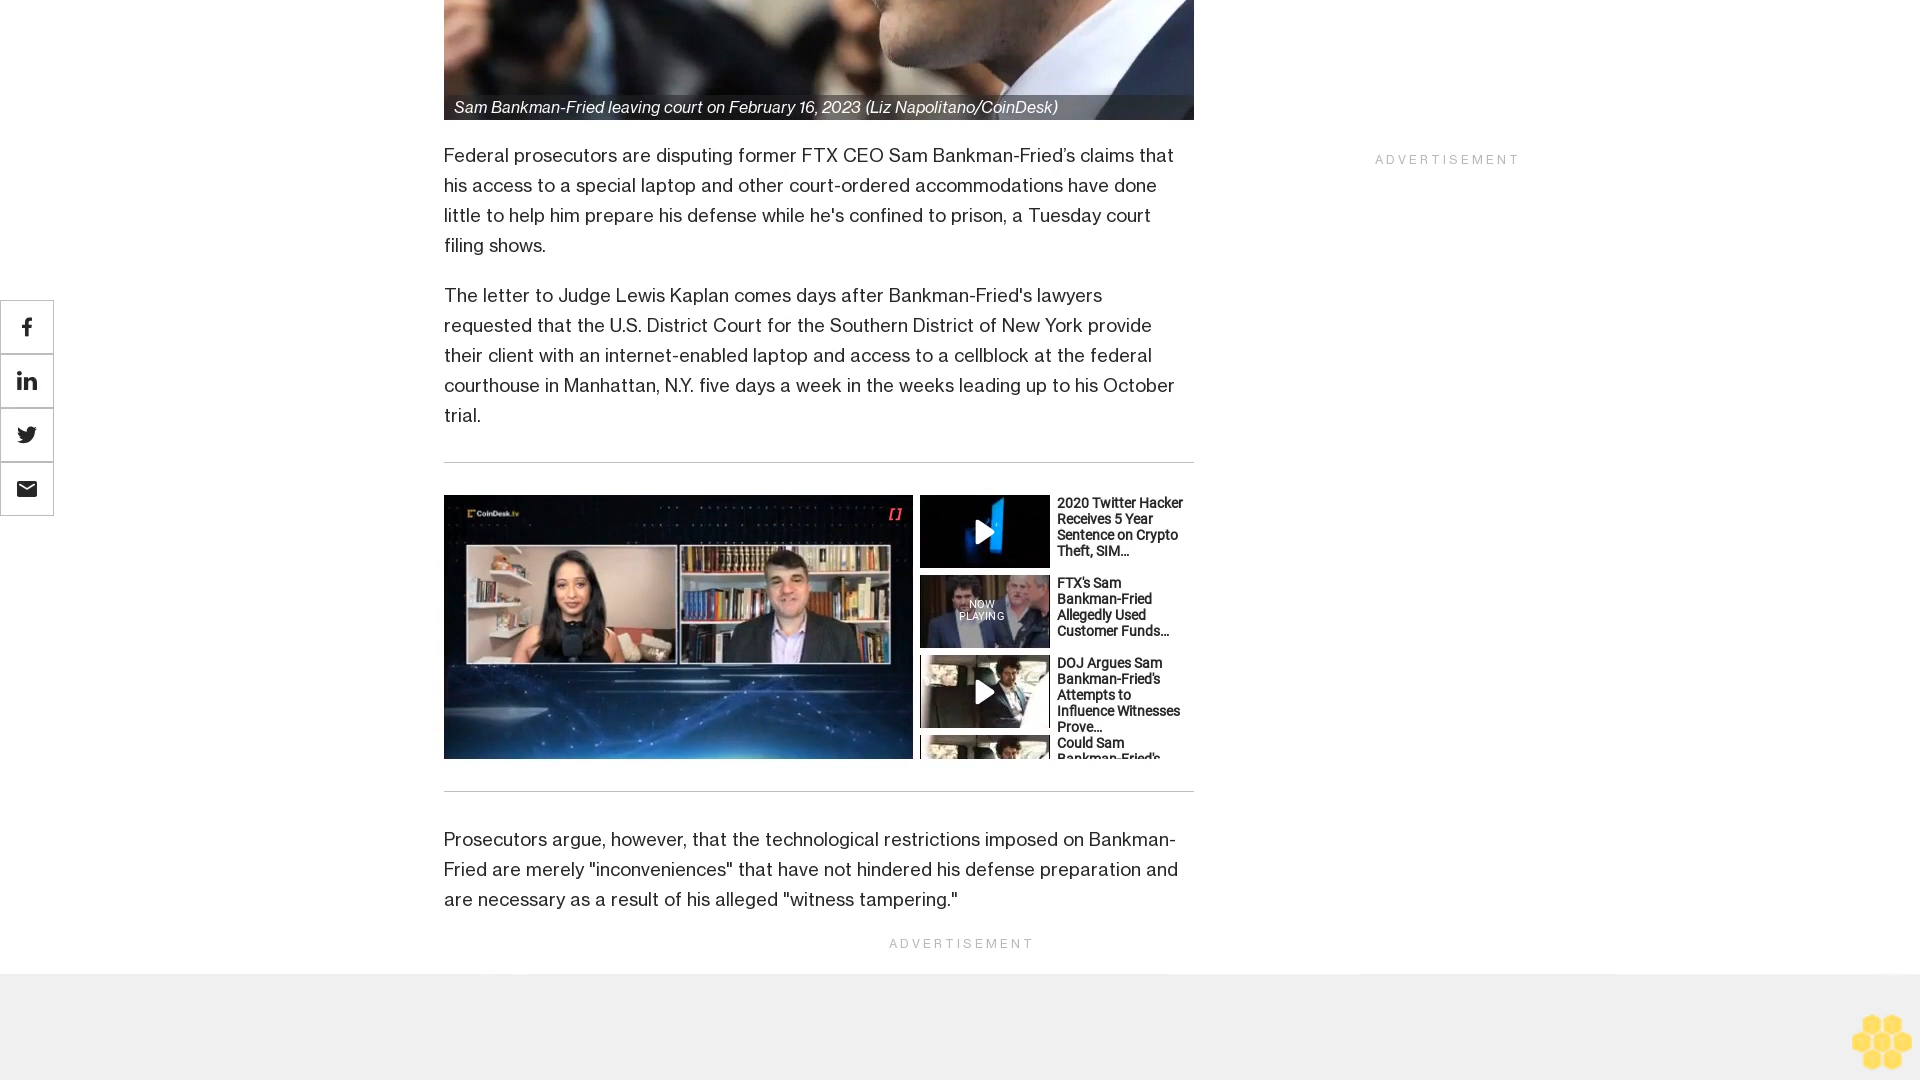 Sam Bankman-Fried leaving court on February 16, 2023 (Liz Napolitano/CoinDesk)
Federal prosecutors are disputing former FTX CEO Sam Bankman-Fried’s claims that
his access to a special laptop and other court-ordered accommodations have done
little to help him prepare his defense while he's confined to prison, a Tuesday court
filing shows.
ADVERTISEMENT
The letter to Judge Lewis Kaplan comes days after Bankman-Fried's lawyers
requested that the U.S. District Court for the Southern District of New York provide
their client with an internet-enabled laptop and access to a cellblock at the federal
courthouse in Manhattan, N.Y. five days a week in the weeks leading up to his October
trial.
CoinDesk.tv
2020 Twitter Hacker
Receives 5 Year
Sentence on Crypto
Theft, SIM...
NOW
PLAYING
FTX's Sam
Bankman-Fried
Allegedly Used
Customer Funds...
DOJ Argues Sam
Bankman-Fried's
Attempts to
Influence Witnesses
Prove...
Could Sam
Bankman-Fried's
Prosecutors argue, however, that the technological restrictions imposed on Bankman-
Fried are merely "inconveniences" that have not hindered his defense preparation and
are necessary as a result of his alleged "witness tampering."
ADVERTISEMENT